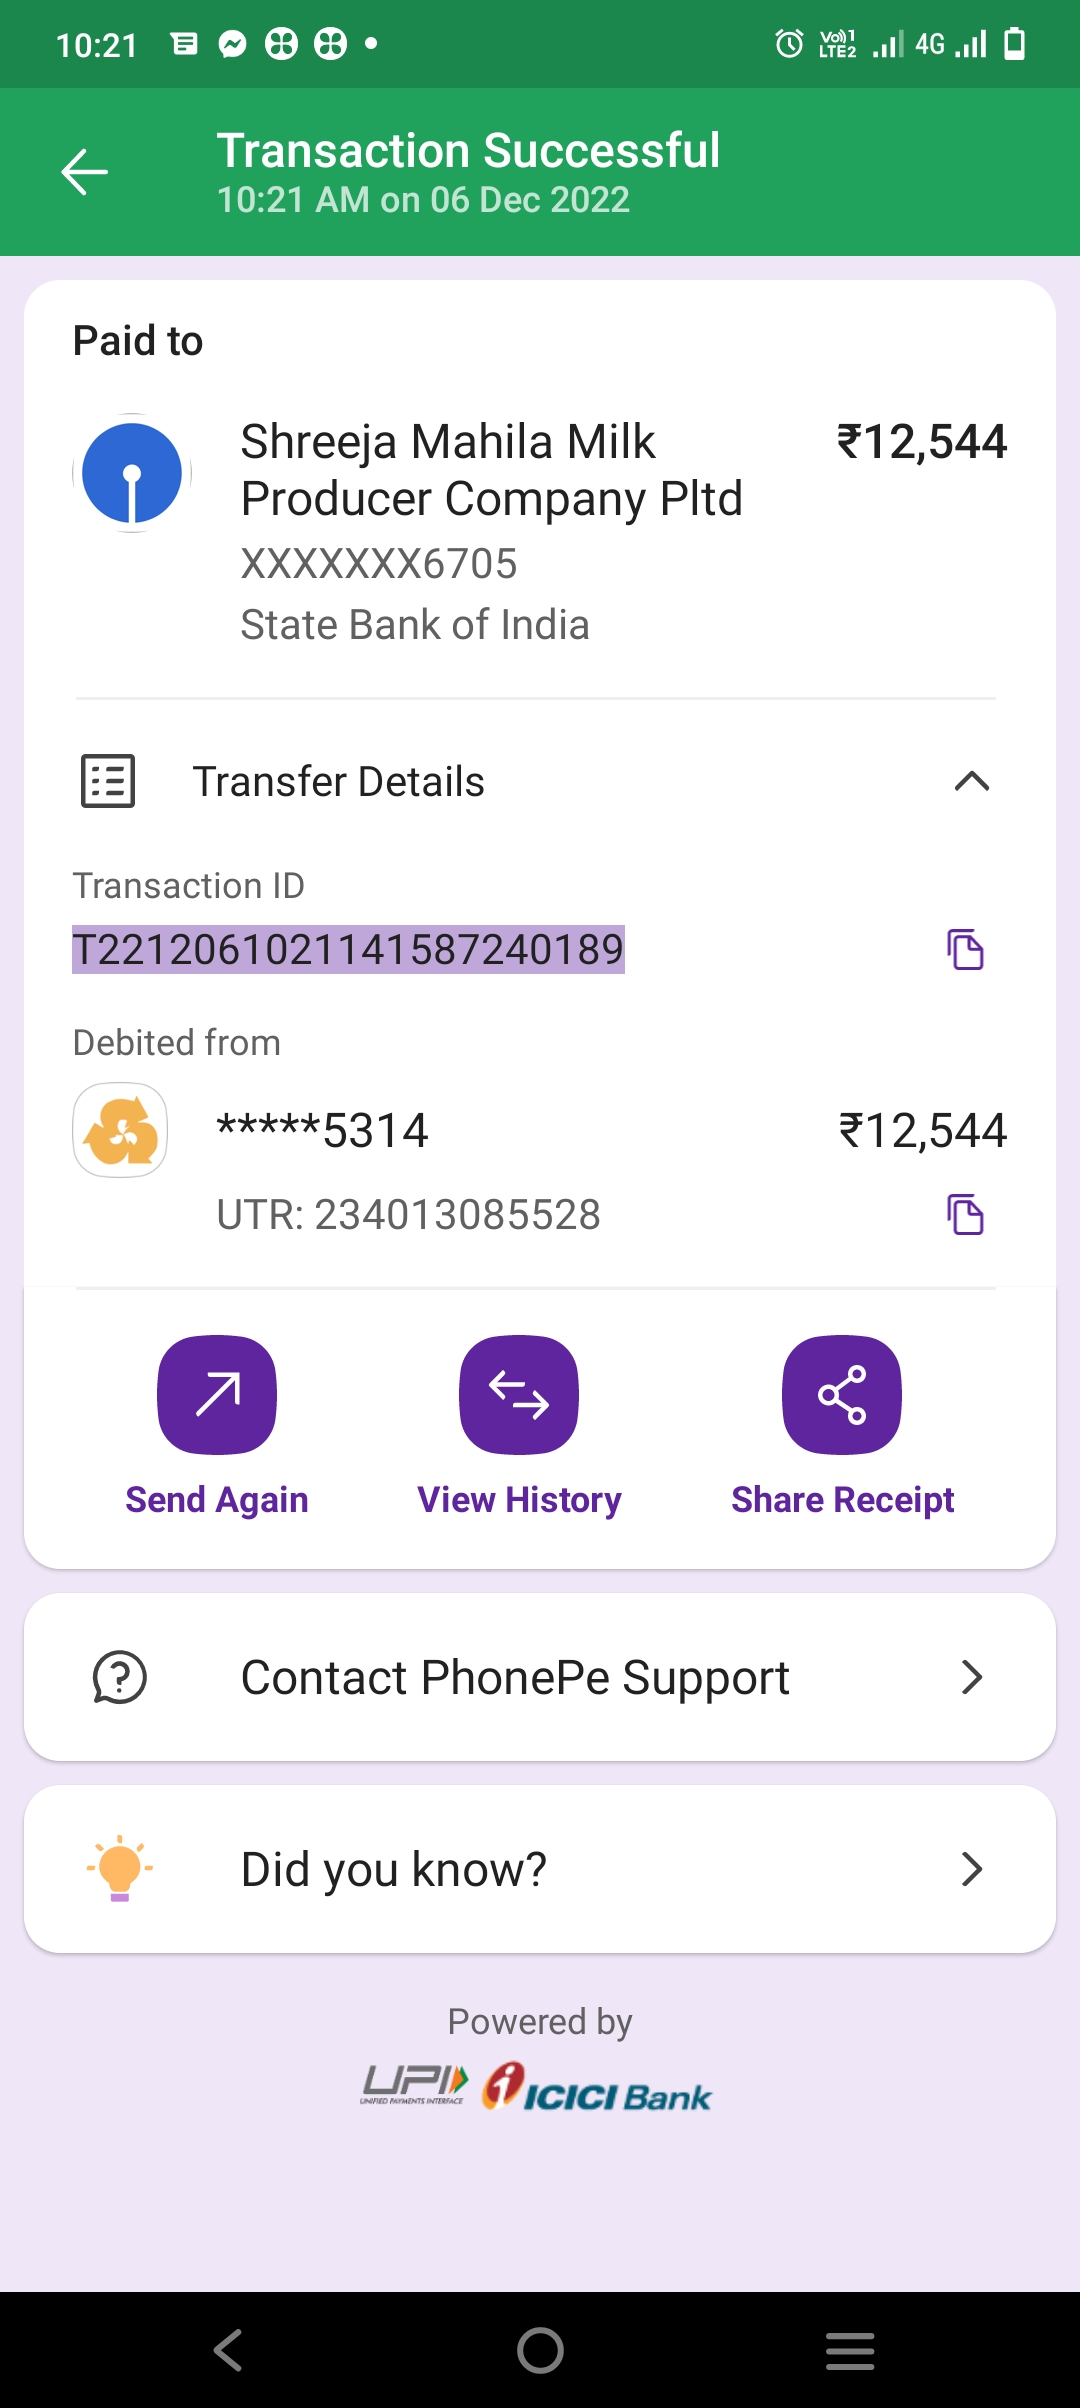 10:21
Vo))1
LTE2
4G
Transaction Successful
10:21 AM on 06 Dec 2022
Paid to
Shreeja Mahila Milk
Producer Company Pltd
₹12,544
XXXXXXX6705
State Bank of India
Transfer Details
Transaction ID
T2212061021141587240189
Debited from
*****5314
₹12,544
UTR: 234013085528
Send Again
View History
Share Receipt
Contact PhonePe Support
Did you know?
Powered by
UPI
UNIFIED PAYMENTS INTERFACE
ICICI Bank